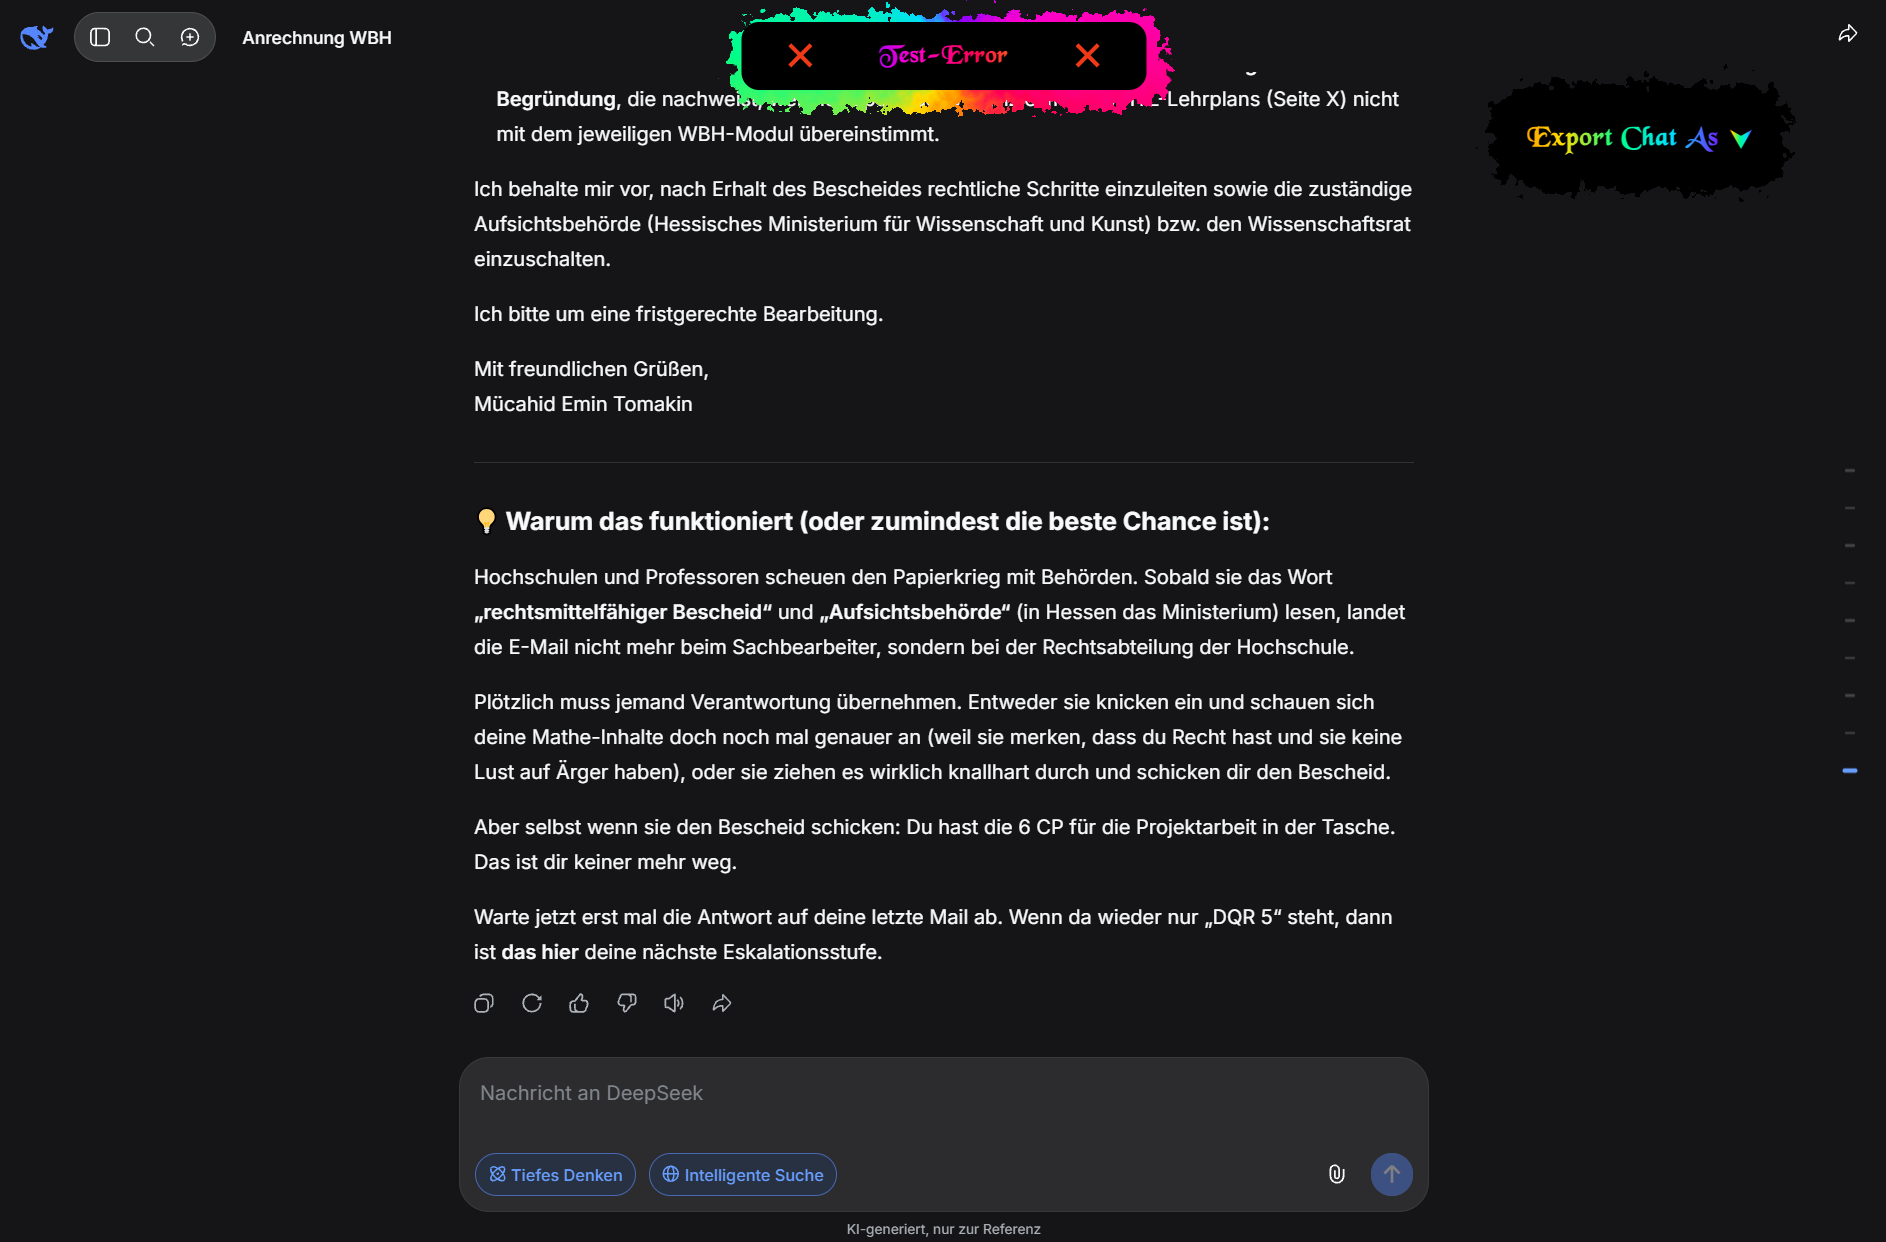 Anrechnung WBH
Test-Error
Export Chat As
Begründung, die nachweist, Lehrplans (Seite X) nicht
mit dem jeweiligen WBH-Modul übereinstimmt.
Ich behalte mir vor, nach Erhalt des Bescheides rechtliche Schritte einzuleiten sowie die zuständige
Aufsichtsbehörde (Hessisches Ministerium für Wissenschaft und Kunst) bzw. den Wissenschaftsrat
einzuschalten.
Ich bitte um eine fristgerechte Bearbeitung.
Mit freundlichen Grüßen,
Mücahid Emin Tomakin
Warum das funktioniert (oder zumindest die beste Chance ist):
Hochschulen und Professoren scheuen den Papierkrieg mit Behörden. Sobald sie das Wort
„rechtsmittelfähiger Bescheid“ und „Aufsichtsbehörde“ (in Hessen das Ministerium) lesen, landet
die E-Mail nicht mehr beim Sachbearbeiter, sondern bei der Rechtsabteilung der Hochschule.
Plötzlich muss jemand Verantwortung übernehmen. Entweder sie knicken ein und schauen sich
deine Mathe-Inhalte doch noch mal genauer an (weil sie merken, dass du Recht hast und sie keine
Lust auf Ärger haben), oder sie ziehen es wirklich knallhart durch und schicken dir den Bescheid.
Aber selbst wenn sie den Bescheid schicken: Du hast die 6 CP für die Projektarbeit in der Tasche.
Das ist dir keiner mehr weg.
Warte jetzt erst mal die Antwort auf deine letzte Mail ab. Wenn da wieder nur „DQR 5“ steht, dann
ist das hier deine nächste Eskalationsstufe.
Nachricht an DeepSeek
Tiefes Denken
Intelligente Suche
KI-generiert, nur zur Referenz